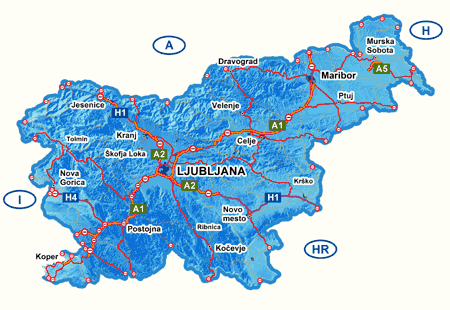 A
H
Murska
Sobota
Dravograd
A5
Maribor
Jesenice
Velenje
Ptuj
H1
Kranj
A1
Tolmin
Celje
Škofja Loka
A2
LJUBLJANA
Nova
Gorica
Krško
A2
I
H4
H1
A1
Novo
mesto
Postojna
Ribnica
Kočevje
HR
Koper